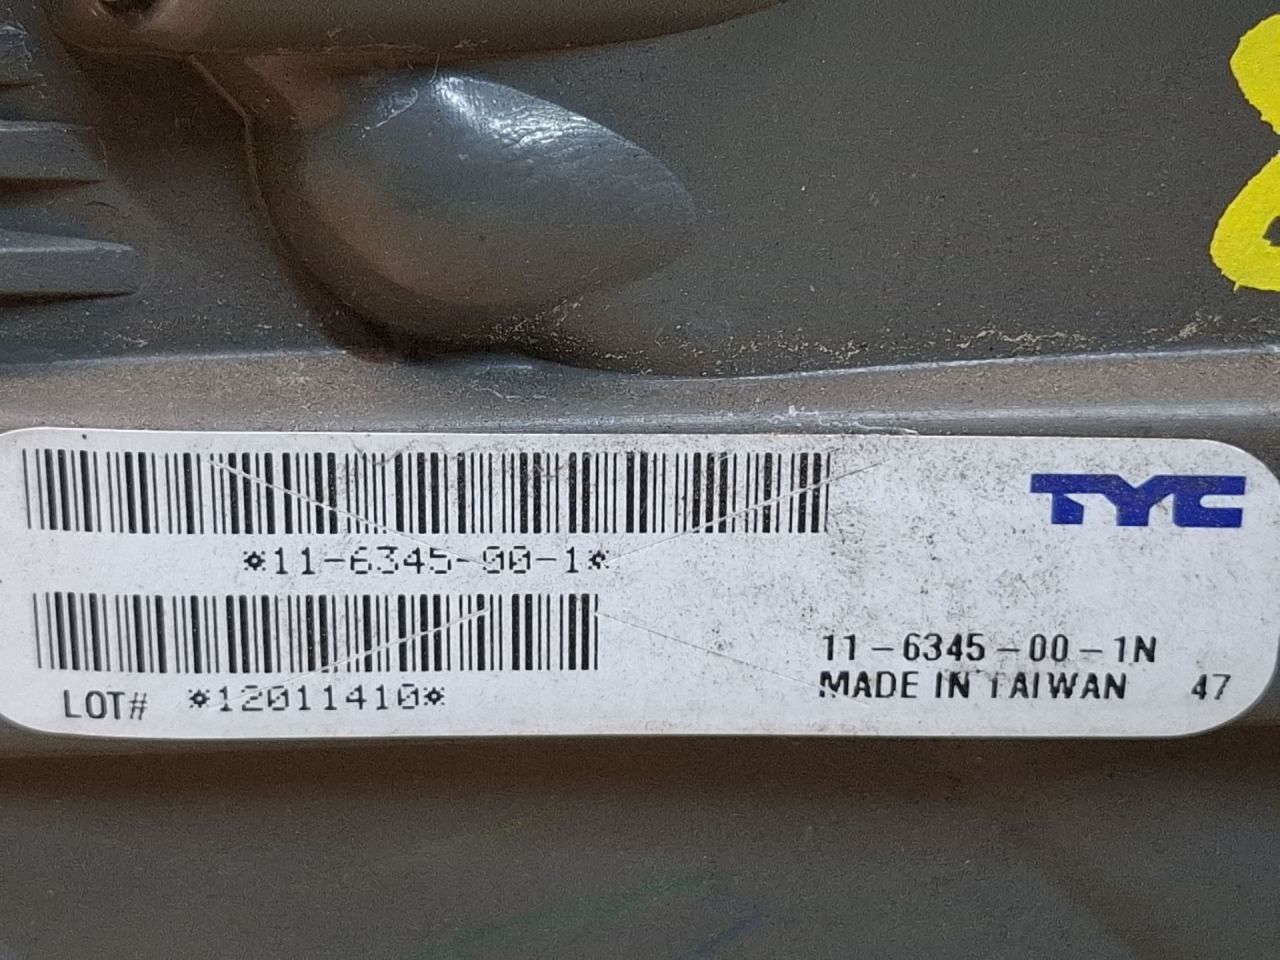 TYC
*11-6345-00-1*
11-6345-00-1N
MADE IN TAIWAN 47
LOT# *12011410*